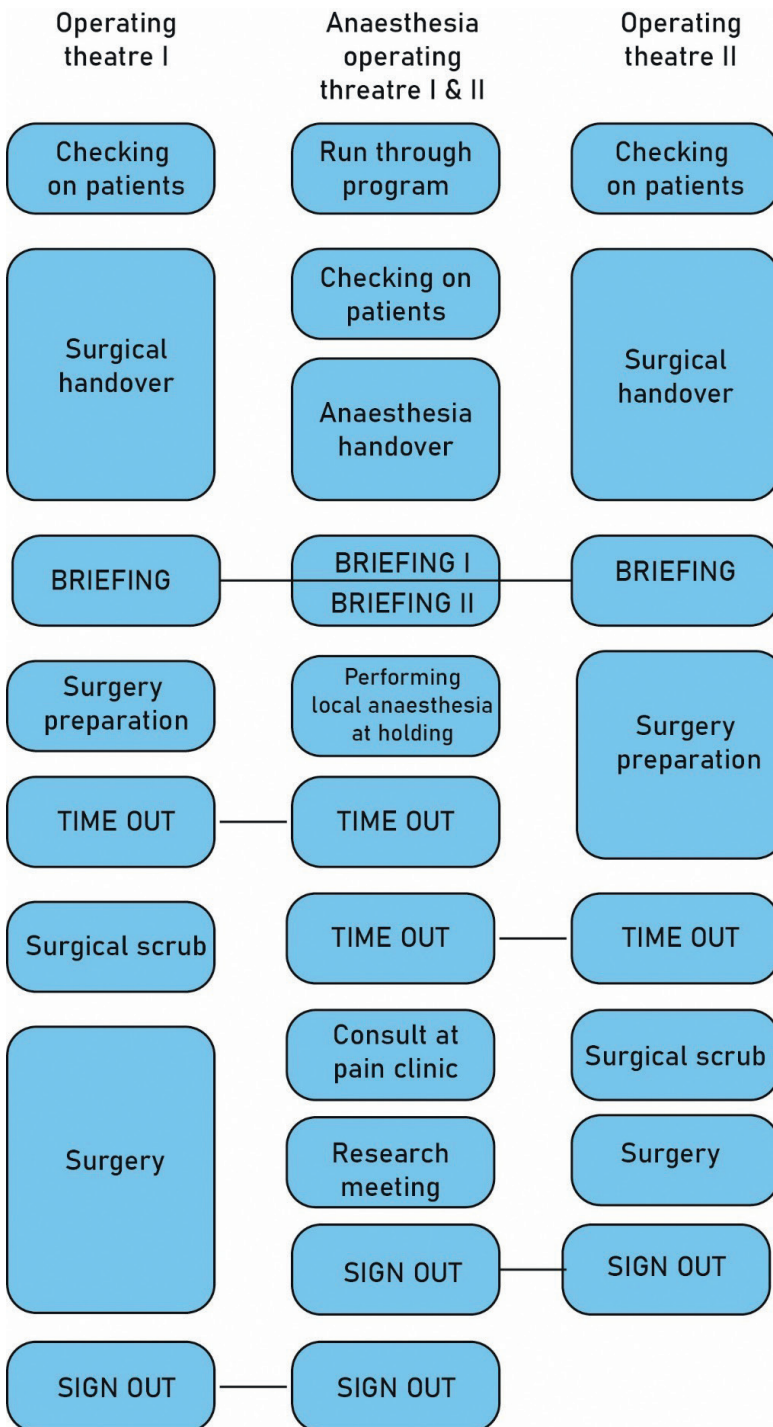 Operating
theatre I
Anaesthesia
operating
threatre I & II
Operating
theatre II
Checking
on patients
Run through
program
Checking
on patients
Surgical
handover
Checking on
patients
Anaesthesia
handover
Surgical
handover
BRIEFING
BRIEFING I
BRIEFING II
BRIEFING
Surgery
preparation
Performing
local anaesthesia
at holding
Surgery
preparation
TIME OUT
TIME OUT
Surgical scrub
TIME OUT
TIME OUT
Surgery
Consult at
pain clinic
Surgical scrub
Research
meeting
Surgery
SIGN OUT
SIGN OUT
SIGN OUT
SIGN OUT